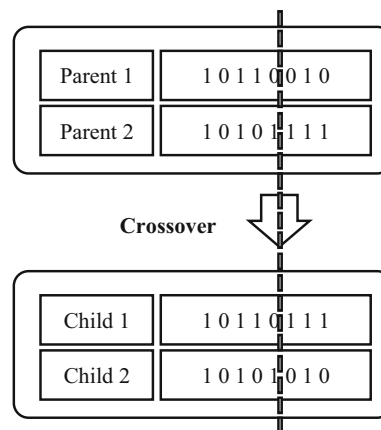 Parent 1 1 0 1 1 0 0 1 0
Parent 2 1 0 1 0 1 1 1 1
Crossover
Child 1 1 0 1 1 0 1 1 1
Child 2 1 0 1 0 1 0 1 0